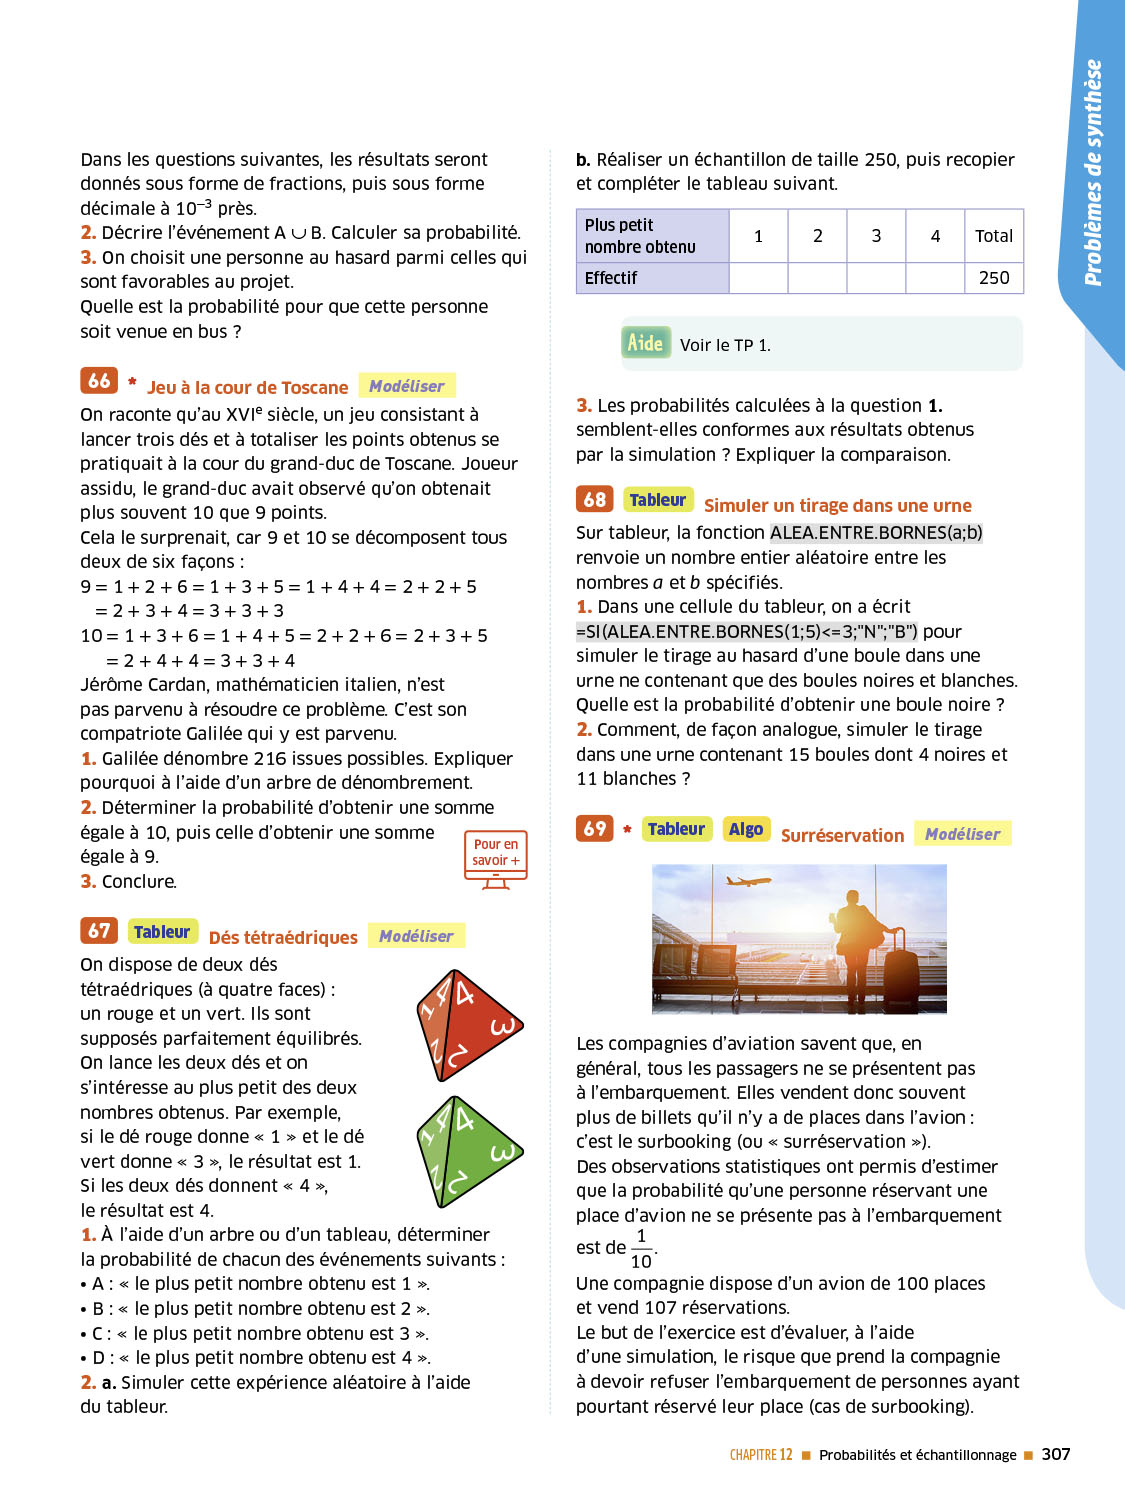 Problèmes de synthèse
Dans les questions suivantes, les résultats seront
donnés sous forme de fractions, puis sous forme
décimale à 10⁻³ près.
2. Décrire l'événement A ∪ B. Calculer sa probabilité.
3. On choisit une personne au hasard parmi celles qui
sont favorables au projet.
Quelle est la probabilité pour que cette personne
soit venue en bus ?
66 * Jeu à la cour de Toscane Modéliser
On raconte qu'au XVIᵉ siècle, un jeu consistant à
lancer trois dés et à totaliser les points obtenus se
pratiquait à la cour du grand-duc de Toscane. Joueur
assidu, le grand-duc avait observé qu'on obtenait
plus souvent 10 que 9 points.
Cela le surprenait, car 9 et 10 se décomposent tous
deux de six façons :
9 = 1 + 2 + 6 = 1 + 3 + 5 = 1 + 4 + 4 = 2 + 2 + 5
= 2 + 3 + 4 = 3 + 3 + 3
10 = 1 + 3 + 6 = 1 + 4 + 5 = 2 + 2 + 6 = 2 + 3 + 5
= 2 + 4 + 4 = 3 + 3 + 4
Jérôme Cardan, mathématicien italien, n'est
pas parvenu à résoudre ce problème. C'est son
compatriote Galilée qui y est parvenu.
1. Galilée dénombre 216 issues possibles. Expliquer
pourquoi à l'aide d'un arbre de dénombrement.
2. Déterminer la probabilité d'obtenir une somme
égale à 10, puis celle d'obtenir une somme
égale à 9.
3. Conclure.
Pour en
savoir +
67 Tableur Dés tétraédriques Modéliser
On dispose de deux dés
tétraédriques (à quatre faces) :
un rouge et un vert. Ils sont
supposés parfaitement équilibrés.
On lance les deux dés et on
s'intéresse au plus petit des deux
nombres obtenus. Par exemple,
si le dé rouge donne « 1 » et le dé
vert donne « 3 », le résultat est 1.
Si les deux dés donnent « 4 »,
le résultat est 4.
1 4 4 3 2 2
1 4 4 3 2 2
1. À l'aide d'un arbre ou d'un tableau, déterminer
la probabilité de chacun des événements suivants :
• A : « le plus petit nombre obtenu est 1 ».
• B : « le plus petit nombre obtenu est 2 ».
• C : « le plus petit nombre obtenu est 3 ».
• D : « le plus petit nombre obtenu est 4 ».
2. a. Simuler cette expérience aléatoire à l'aide
du tableur.
b. Réaliser un échantillon de taille 250, puis recopier
et compléter le tableau suivant.
Plus petit
nombre obtenu 1 2 3 4 Total
Effectif 250
Aide Voir le TP 1.
3. Les probabilités calculées à la question 1.
semblent-elles conformes aux résultats obtenus
par la simulation ? Expliquer la comparaison.
68 Tableur Simuler un tirage dans une urne
Sur tableur, la fonction ALEA.ENTRE.BORNES(a;b)
renvoie un nombre entier aléatoire entre les
nombres a et b spécifiés.
1. Dans une cellule du tableur, on a écrit
=SI(ALEA.ENTRE.BORNES(1;5)<=3;"N";"B") pour
simuler le tirage au hasard d'une boule dans une
urne ne contenant que des boules noires et blanches.
Quelle est la probabilité d'obtenir une boule noire ?
2. Comment, de façon analogue, simuler le tirage
dans une urne contenant 15 boules dont 4 noires et
11 blanches ?
69 * Tableur Algo Surréservation Modéliser
Les compagnies d'aviation savent que, en
général, tous les passagers ne se présentent pas
à l'embarquement. Elles vendent donc souvent
plus de billets qu'il n'y a de places dans l'avion :
c'est le surbooking (ou « surréservation »).
Des observations statistiques ont permis d'estimer
que la probabilité qu'une personne réservant une
place d'avion ne se présente pas à l'embarquement
est de 1/10.
Une compagnie dispose d'un avion de 100 places
et vend 107 réservations.
Le but de l'exercice est d'évaluer, à l'aide
d'une simulation, le risque que prend la compagnie
à devoir refuser l'embarquement de personnes ayant
pourtant réservé leur place (cas de surbooking).
CHAPITRE 12 ■ Probabilités et échantillonnage ■ 307